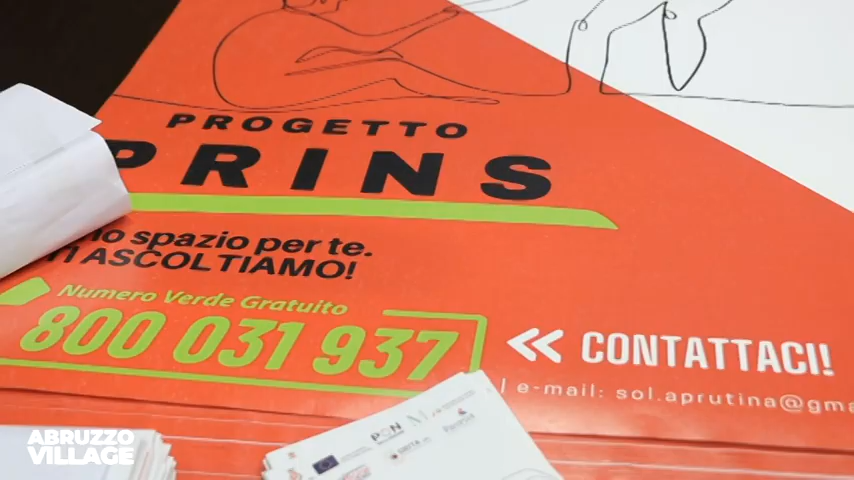 PROGETTO
PRINS
spazio per te.
TI ASCOLTIAMO!
Numero Verde Gratuito
800 031 937
CONTATTACI!
| e-mail: sol.aprutina@gma
PON
ABRUZZO
VILLAGE